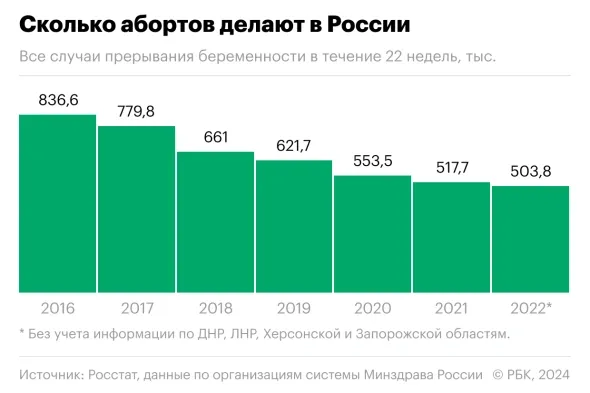 Сколько абортов делают в России
Все случаи прерывания беременности в течение 22 недель, тыс.
836,6
779,8
661
621,7
553,5
517,7
503,8
2016 2017 2018 2019 2020 2021 2022*
* Без учета информации по ДНР, ЛНР, Херсонской и Запорожской областям.
Источник: Росстат, данные по организациям системы Минздрава России © РБК, 2024